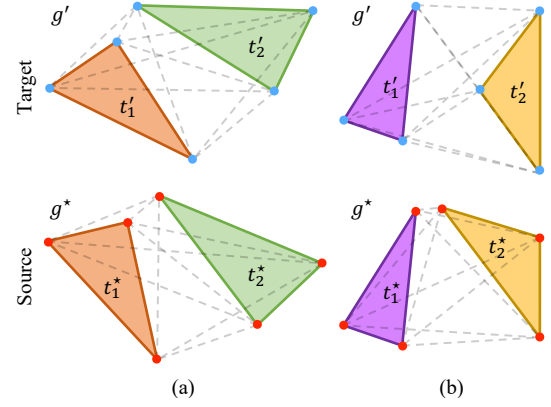 g′
t′₁
t′₂
g′
t′₁
t′₂
Target
g⋆
t⋆₁
t⋆₂
g⋆
t⋆₁
t⋆₂
Source
(a)
(b)